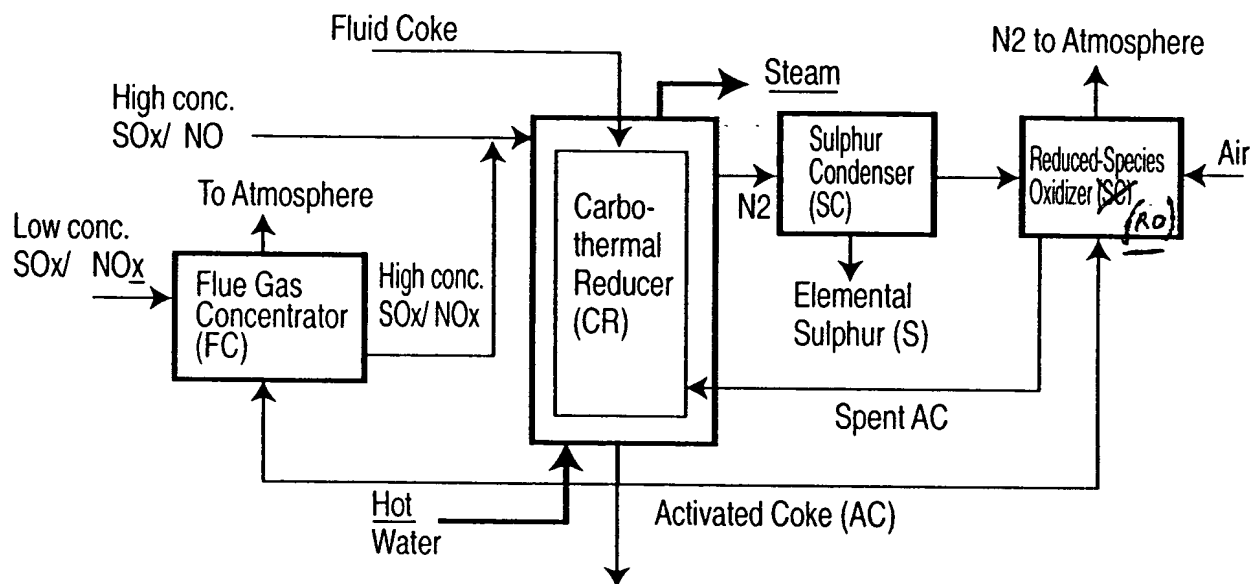 Fluid Coke
N2 to Atmosphere
Steam
High conc.
SOx/ NO
Sulphur
Condenser
(SC)
Reduced-Species
Oxidizer (SC)
(RO)
Air
To Atmosphere
N2
Low conc.
SOx/ NOx
Carbo-
thermal
Reducer
(CR)
High conc.
SOx/ NOx
Flue Gas
Concentrator
(FC)
Elemental
Sulphur (S)
Spent AC
Hot
Water
Activated Coke (AC)